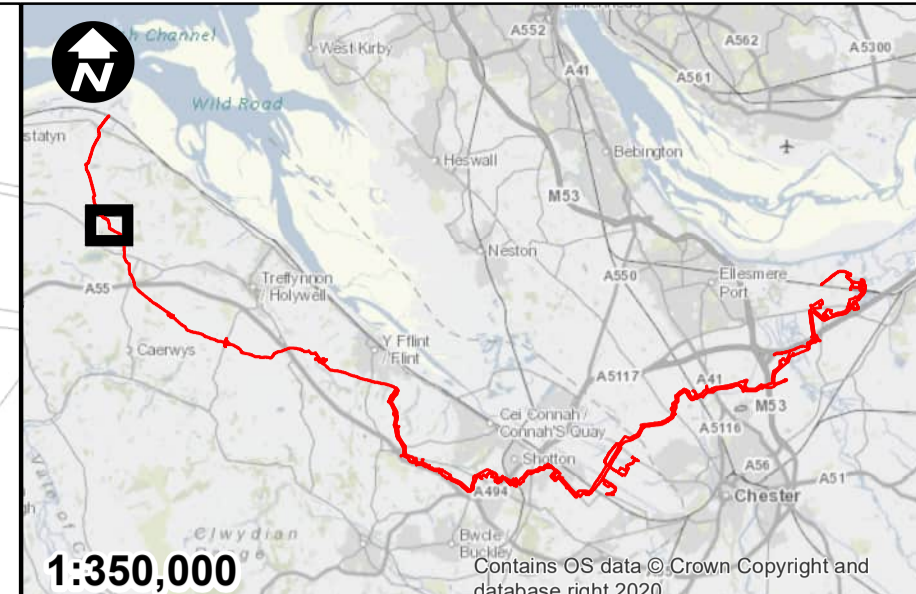 A552
A562
A5300
West Kirby
A41
A561
N
Channel
Wild Road
Heswall
Bebington
M53
Neston
A550
Ellesmere
Port
A55
Treffynnon
/ Holywell
Caerwys
Y Fflint
/ Flint
A5117
A41
M53
A5116
Cei Connah /
Connah'S Quay
Shotton
A494
A56
A51
Chester
Clwydian
Bwcle
Buckley
1:350,000
Contains OS data © Crown Copyright and
database right 2020